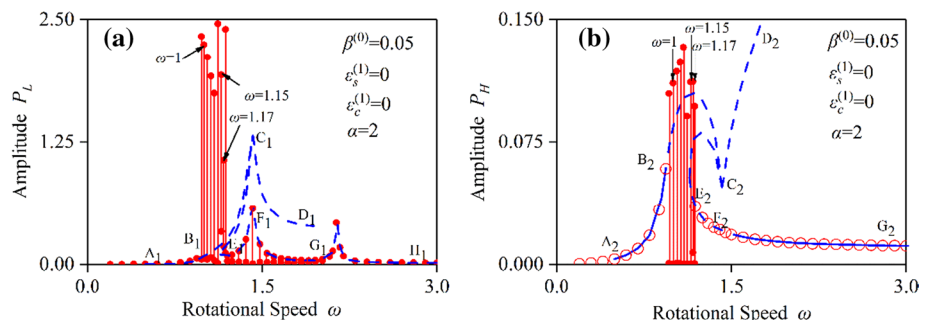 2.50
(a)
β(0)=0.05
εs(1)=0
εc(1)=0
α=2
ω=1
ω=1.15
ω=1.17
1.25
Amplitude PL
C1
A1
B1
E
F1
D1
G1
H1
0.000
0.0
1.5
3.0
Rotational Speed ω
0.150
(b)
ω=1
ω=1.15
ω=1.17
D2
β(0)=0.05
εs(1)=0
εc(1)=0
α=2
0.075
Amplitude PH
B2
C2
E2
F2
A2
G2
0.000
0.0
1.5
3.0
Rotational Speed ω